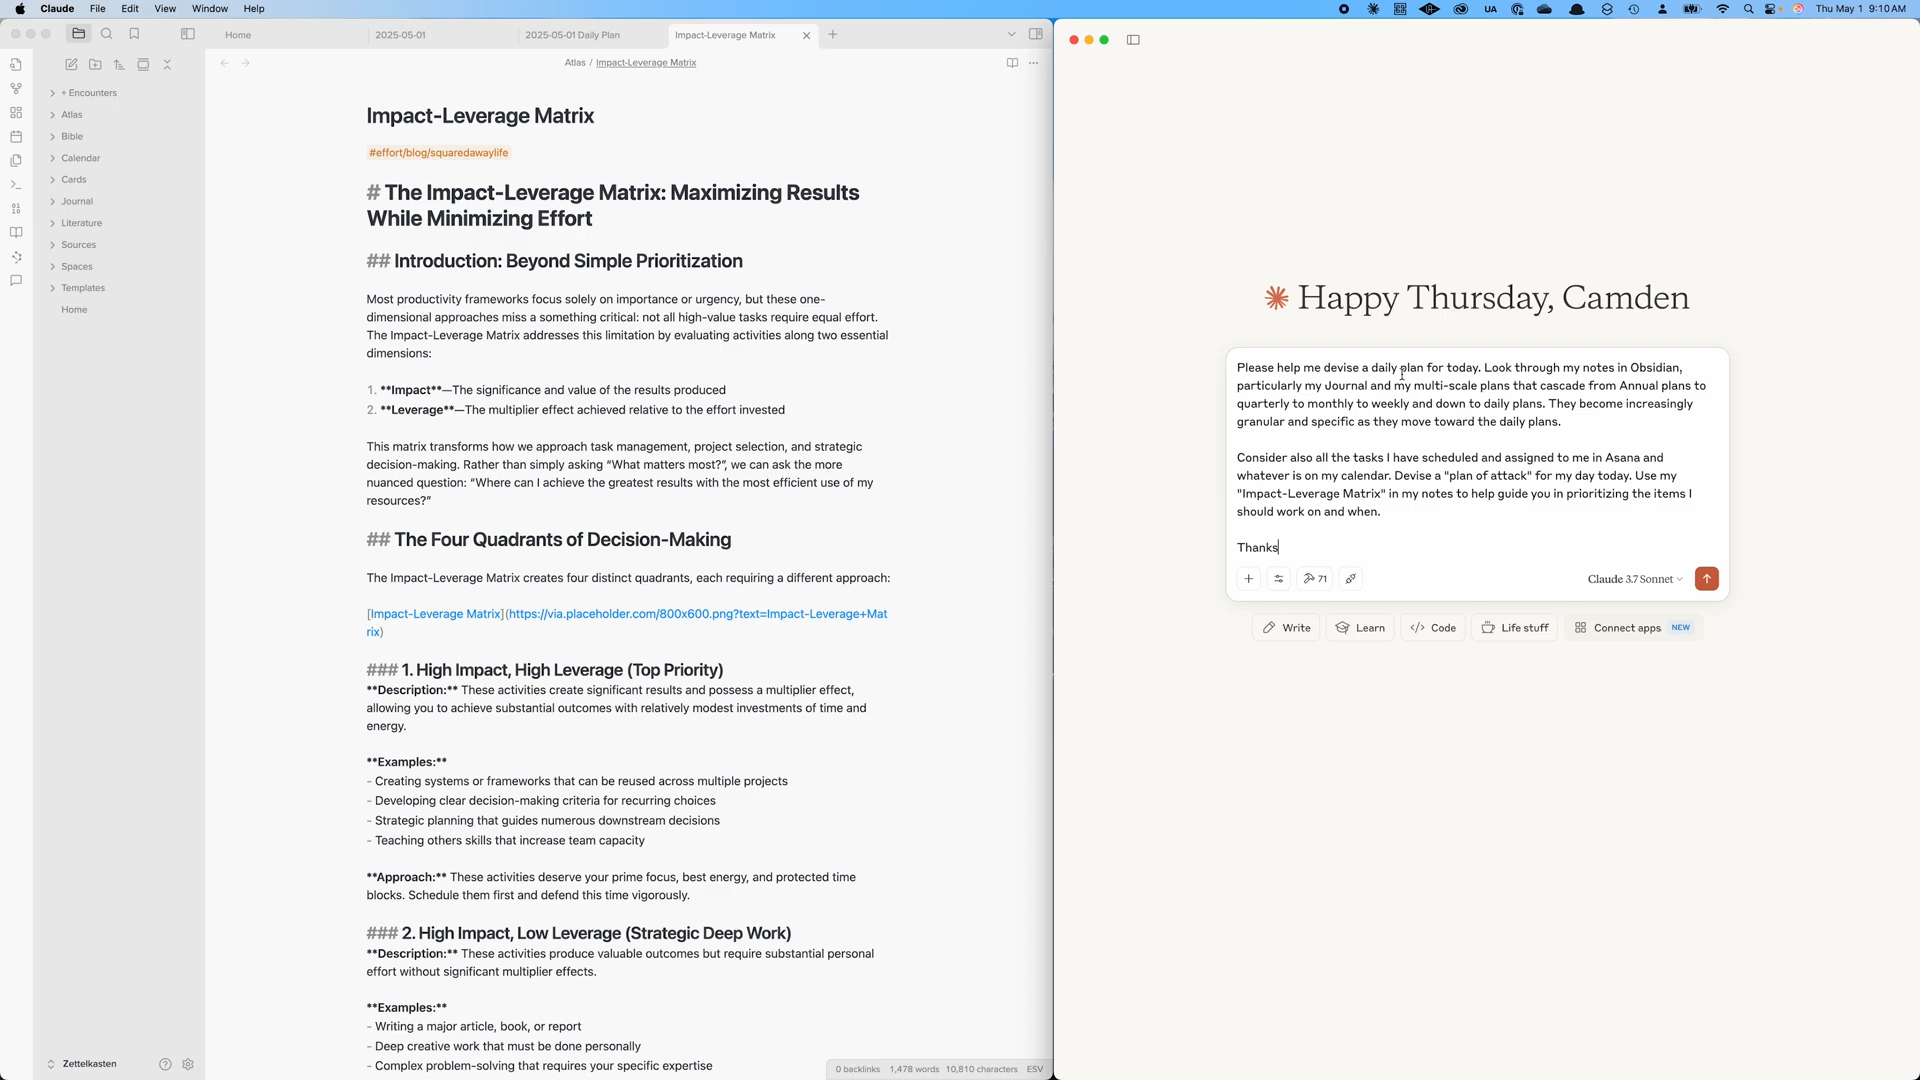 Claude File Edit View Window Help
UA Thu May 1 9:10 AM
Home 2025-05-01 2025-05-01 Daily Plan Impact-Leverage Matrix
Atlas / Impact-Leverage Matrix
+ Encounters
Atlas
Bible
Calendar
Cards
Journal
Literature
Sources
Spaces
Templates
Home
Zettelkasten
Impact-Leverage Matrix
#effort/blog/squaredawaylife
# The Impact-Leverage Matrix: Maximizing Results
While Minimizing Effort
## Introduction: Beyond Simple Prioritization
Most productivity frameworks focus solely on importance or urgency, but these one-
dimensional approaches miss a something critical: not all high-value tasks require equal effort.
The Impact-Leverage Matrix addresses this limitation by evaluating activities along two essential
dimensions:
1. **Impact**—The significance and value of the results produced
2. **Leverage**—The multiplier effect achieved relative to the effort invested
This matrix transforms how we approach task management, project selection, and strategic
decision-making. Rather than simply asking “What matters most?”, we can ask the more
nuanced question: “Where can I achieve the greatest results with the most efficient use of my
resources?”
## The Four Quadrants of Decision-Making
The Impact-Leverage Matrix creates four distinct quadrants, each requiring a different approach:
[Impact-Leverage Matrix](https://via.placeholder.com/800x600.png?text=Impact-Leverage+Mat
rix)
### 1. High Impact, High Leverage (Top Priority)
**Description:** These activities create significant results and possess a multiplier effect,
allowing you to achieve substantial outcomes with relatively modest investments of time and
energy.
**Examples:**
- Creating systems or frameworks that can be reused across multiple projects
- Developing clear decision-making criteria for recurring choices
- Strategic planning that guides numerous downstream decisions
- Teaching others skills that increase team capacity
**Approach:** These activities deserve your prime focus, best energy, and protected time
blocks. Schedule them first and defend this time vigorously.
### 2. High Impact, Low Leverage (Strategic Deep Work)
**Description:** These activities produce valuable outcomes but require substantial personal
effort without significant multiplier effects.
**Examples:**
- Writing a major article, book, or report
- Deep creative work that must be done personally
- Complex problem-solving that requires your specific expertise
0 backlinks 1,478 words 10,810 characters ESV
Happy Thursday, Camden
Please help me devise a daily plan for today. Look through my notes in Obsidian,
particularly my Journal and my multi-scale plans that cascade from Annual plans to
quarterly to monthly to weekly and down to daily plans. They become increasingly
granular and specific as they move toward the daily plans.
Consider also all the tasks I have scheduled and assigned to me in Asana and
whatever is on my calendar. Devise a "plan of attack" for my day today. Use my
"Impact-Leverage Matrix" in my notes to help guide you in prioritizing the items I
should work on and when.
Thanks
71 Claude 3.7 Sonnet
Write Learn Code Life stuff Connect apps NEW